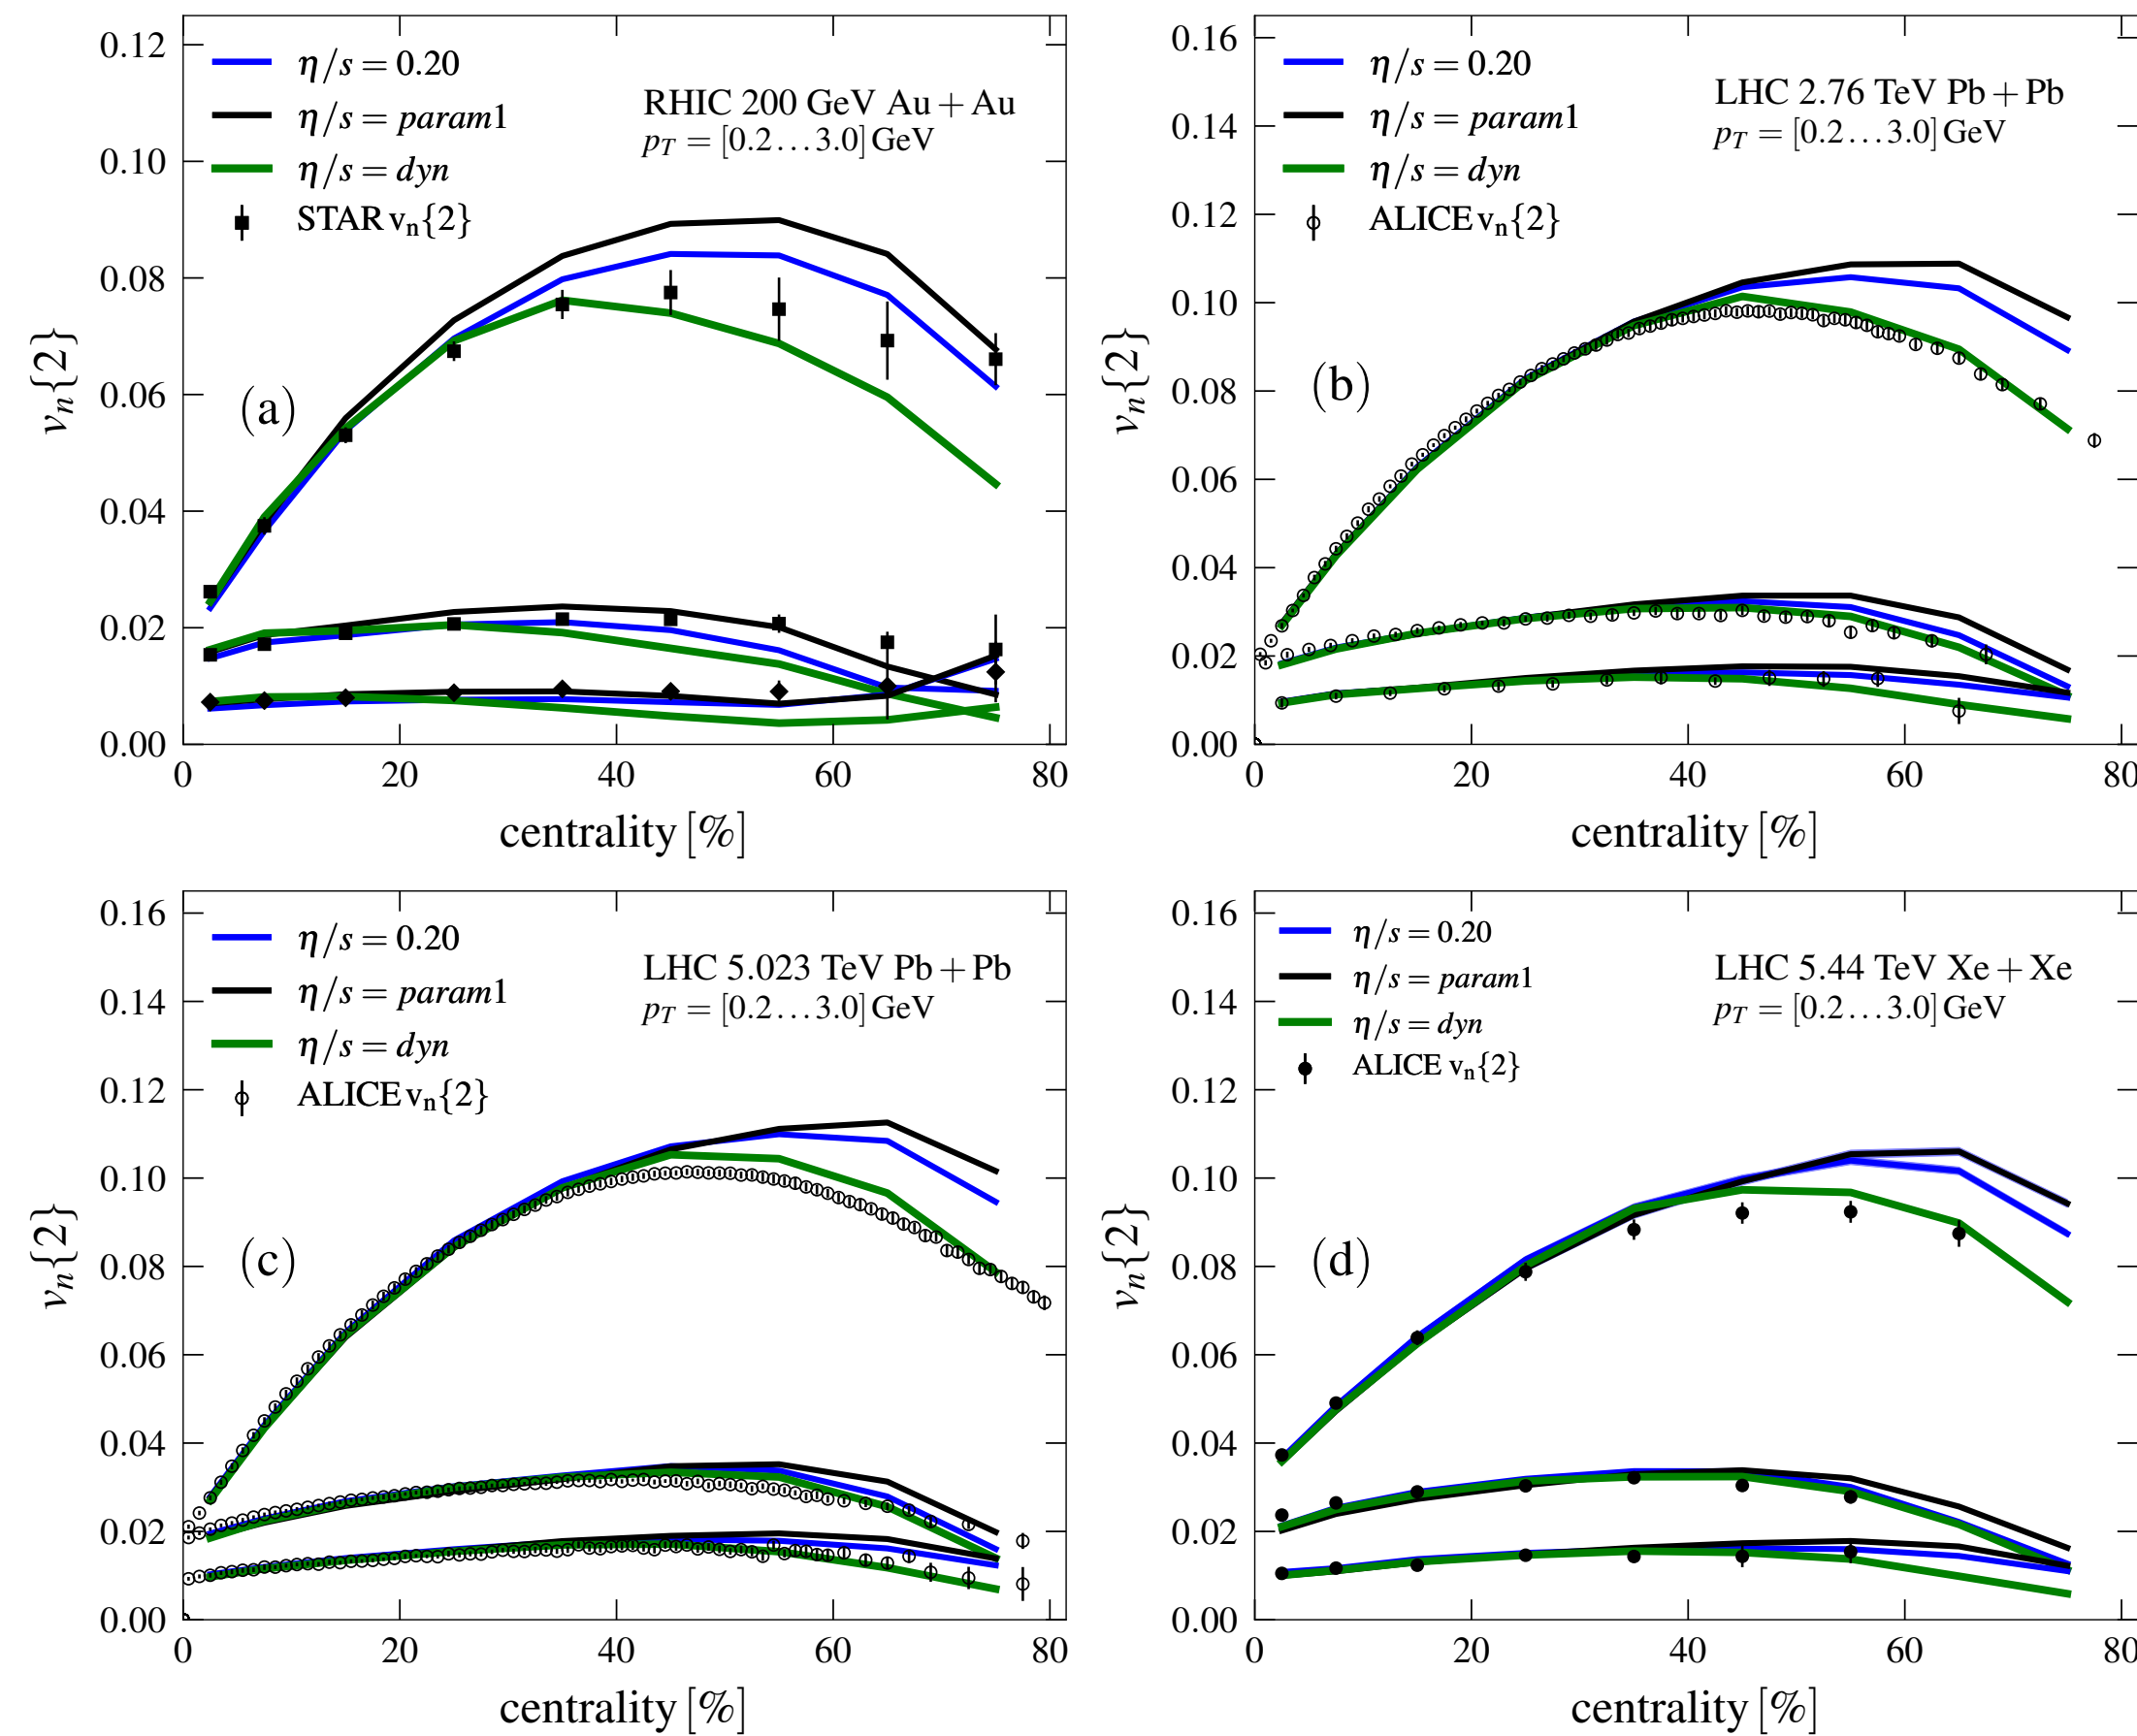 0.12
0.10
0.08
0.06
0.04
0.02
0.00
vₙ{2}
η/s = 0.20
η/s = param1
η/s = dyn
STAR vₙ{2}
RHIC 200 GeV Au + Au
p_T = [0.2…3.0] GeV
(a)
0 20 40 60 80
centrality [%]
0.16
0.14
0.12
0.10
0.08
0.06
0.04
0.02
0.00
vₙ{2}
η/s = 0.20
η/s = param1
η/s = dyn
ALICE vₙ{2}
LHC 2.76 TeV Pb + Pb
p_T = [0.2…3.0] GeV
(b)
0 20 40 60 80
centrality [%]
0.16
0.14
0.12
0.10
0.08
0.06
0.04
0.02
0.00
vₙ{2}
η/s = 0.20
η/s = param1
η/s = dyn
ALICE vₙ{2}
LHC 5.023 TeV Pb + Pb
p_T = [0.2…3.0] GeV
(c)
0 20 40 60 80
centrality [%]
0.16
0.14
0.12
0.10
0.08
0.06
0.04
0.02
0.00
vₙ{2}
η/s = 0.20
η/s = param1
η/s = dyn
ALICE vₙ{2}
LHC 5.44 TeV Xe + Xe
p_T = [0.2…3.0] GeV
(d)
0 20 40 60 80
centrality [%]